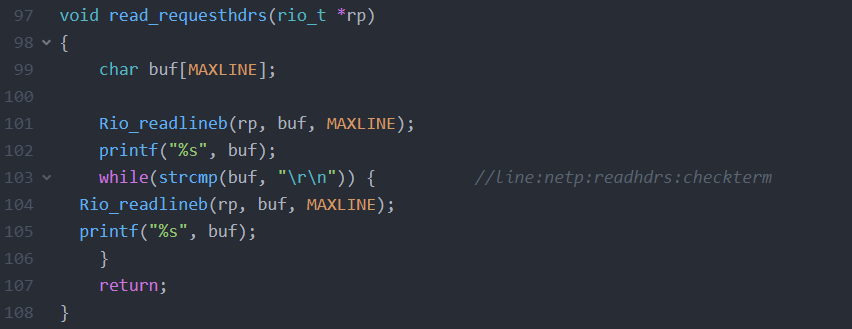 97 void read_requesthdrs(rio_t *rp)
98 {
99 char buf[MAXLINE];
100
101 Rio_readlineb(rp, buf, MAXLINE);
102 printf("%s", buf);
103 while(strcmp(buf, "\r\n")) { //line:netp:readhdrs:checkterm
104 Rio_readlineb(rp, buf, MAXLINE);
105 printf("%s", buf);
106 }
107 return;
108 }